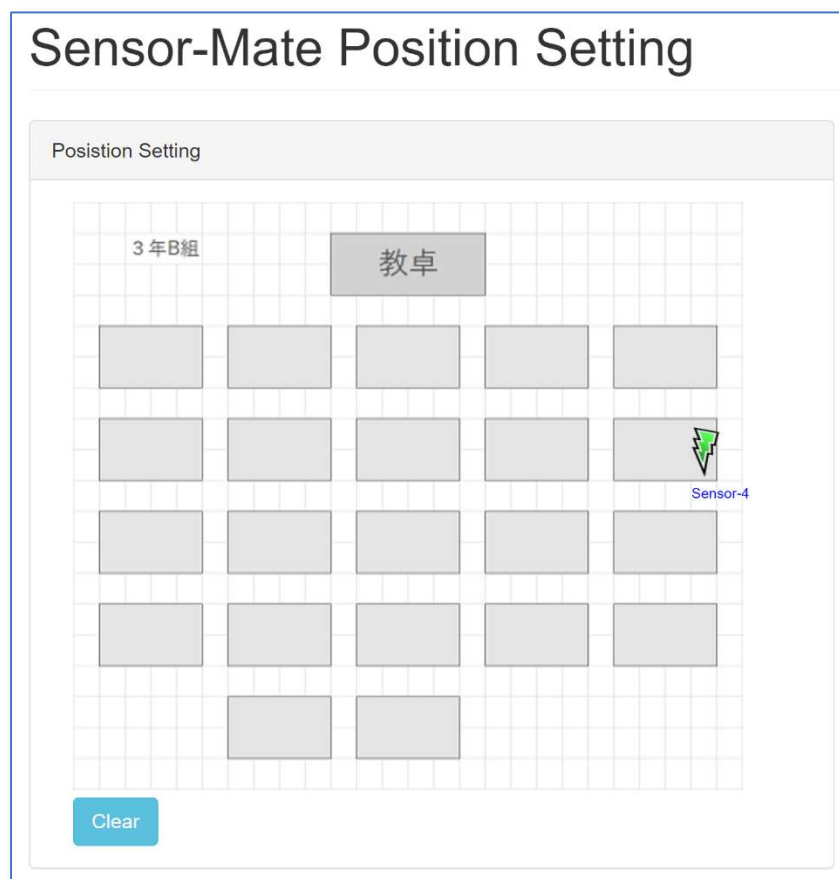 Sensor-Mate Position Setting
Posistion Setting
３年B組
教卓
Sensor-4
Clear